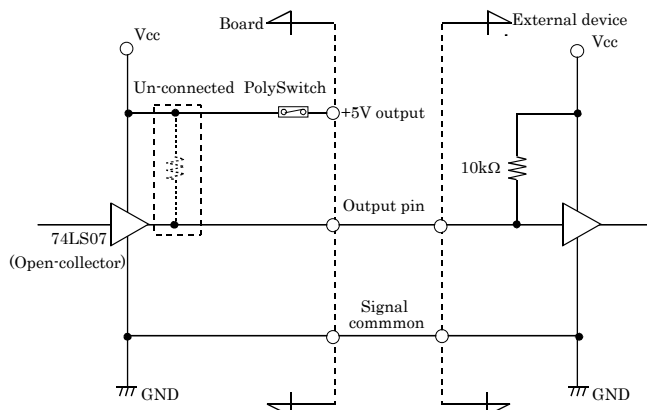 Board
External device
Vcc
Vcc
Un-connected
PolySwitch
+5V output
10kΩ
Output pin
74LS07
(Open-collector)
Signal
commmon
GND
GND